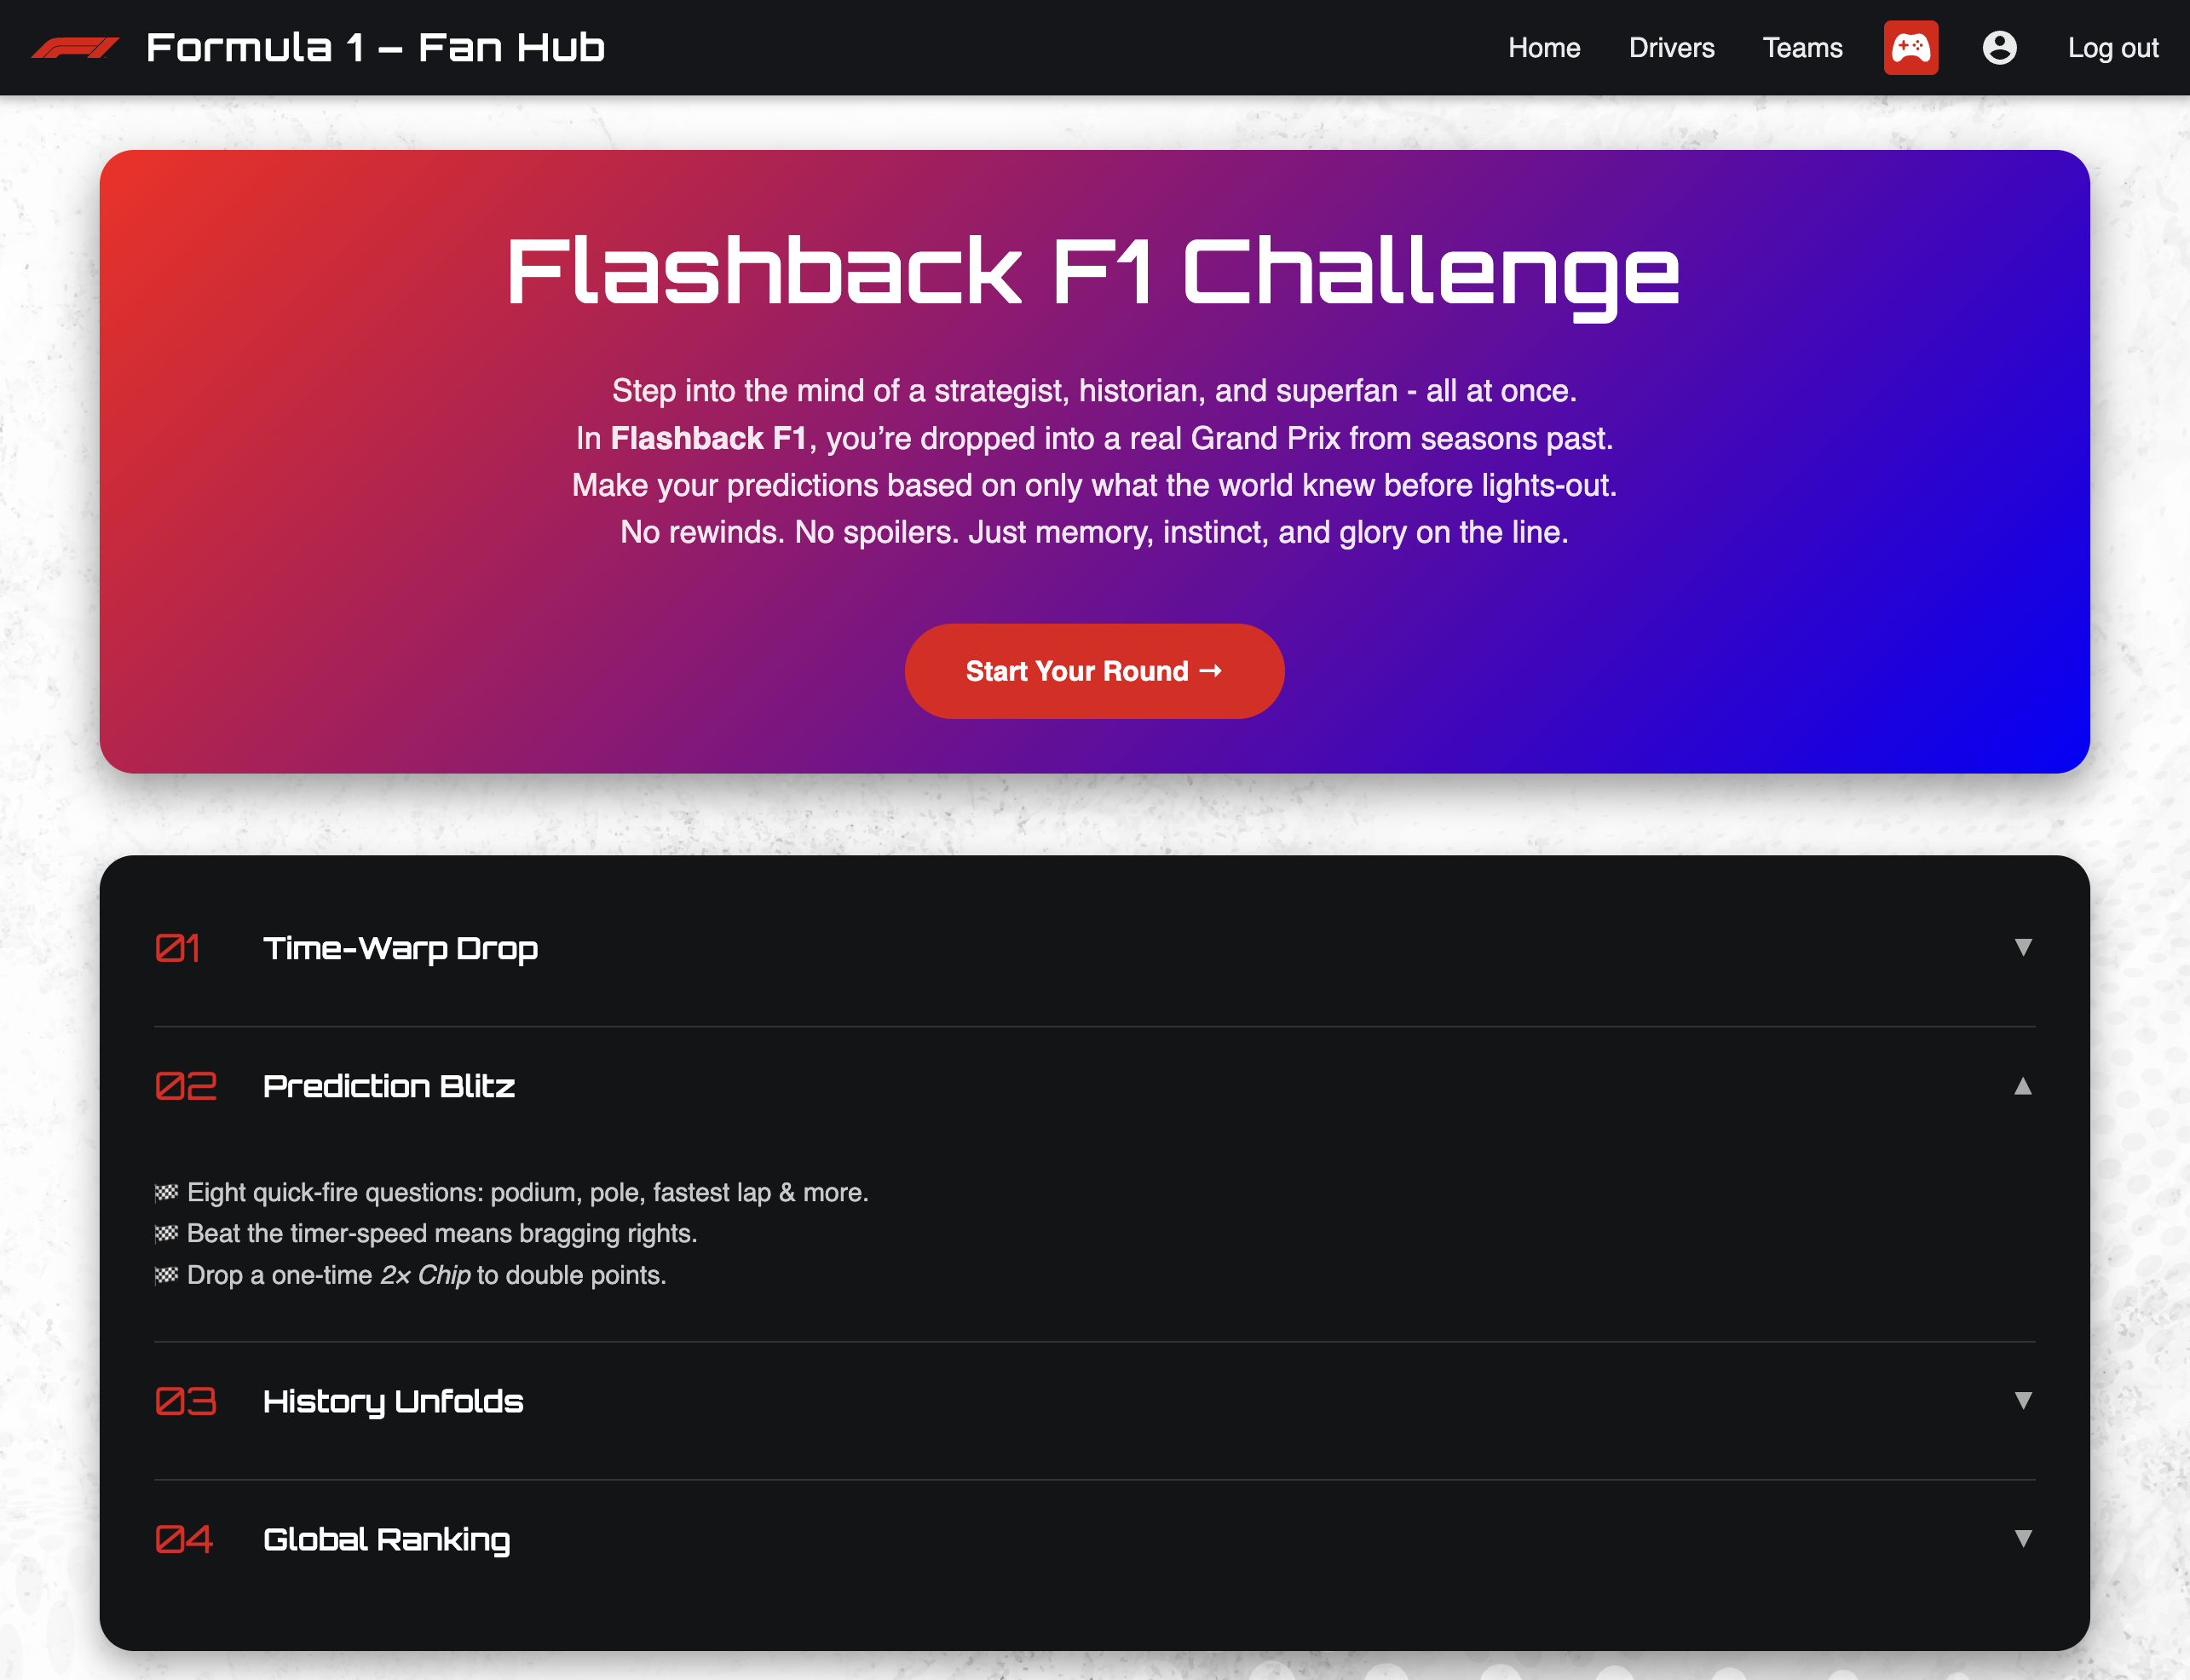 Formula 1 – Fan Hub
Home Drivers Teams Log out
Flashback F1 Challenge
Step into the mind of a strategist, historian, and superfan - all at once.
In Flashback F1, you’re dropped into a real Grand Prix from seasons past.
Make your predictions based on only what the world knew before lights-out.
No rewinds. No spoilers. Just memory, instinct, and glory on the line.
Start Your Round →
01 Time-Warp Drop ▼
02 Prediction Blitz ▲
🏁 Eight quick-fire questions: podium, pole, fastest lap & more.
🏁 Beat the timer-speed means bragging rights.
🏁 Drop a one-time 2× Chip to double points.
03 History Unfolds ▼
04 Global Ranking ▼